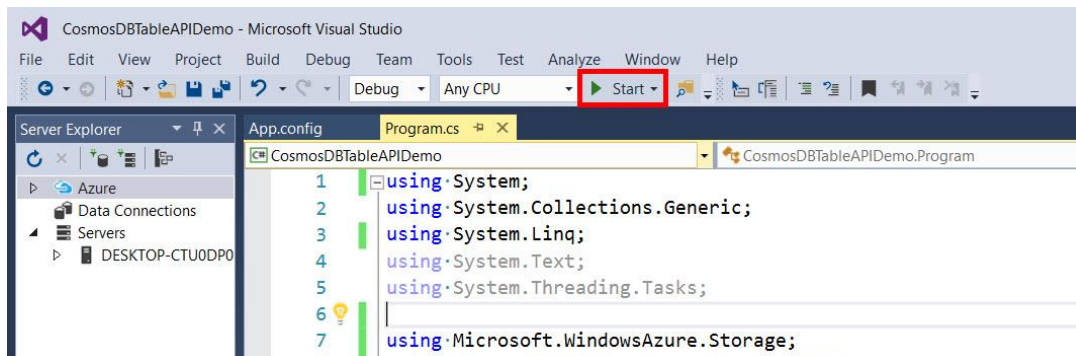 CosmosDBTableAPIDemo - Microsoft Visual Studio
File Edit View Project Build Debug Team Tools Test Analyze Window Help
Debug Any CPU Start
Server Explorer App.config Program.cs
C# CosmosDBTableAPIDemo CosmosDBTableAPIDemo.Program
Azure 1 using System;
Data Connections 2 using System.Collections.Generic;
Servers 3 using System.Linq;
DESKTOP-CTU0DP0 4 using System.Text;
5 using System.Threading.Tasks;
6
7 using Microsoft.WindowsAzure.Storage;